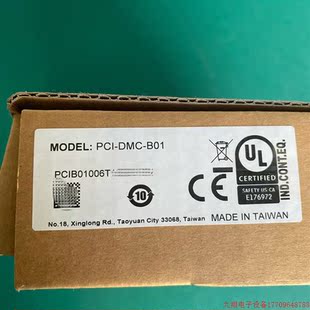 MODEL: PCI-DMC-B01
PCIB01006T
10
UL
CERTIFIED
SAFETY US-CA
E176972
IND.CONT.EQ.
No.18, Xinglong Rd., Taoyuan City 33068, Taiwan
MADE IN TAIWAN